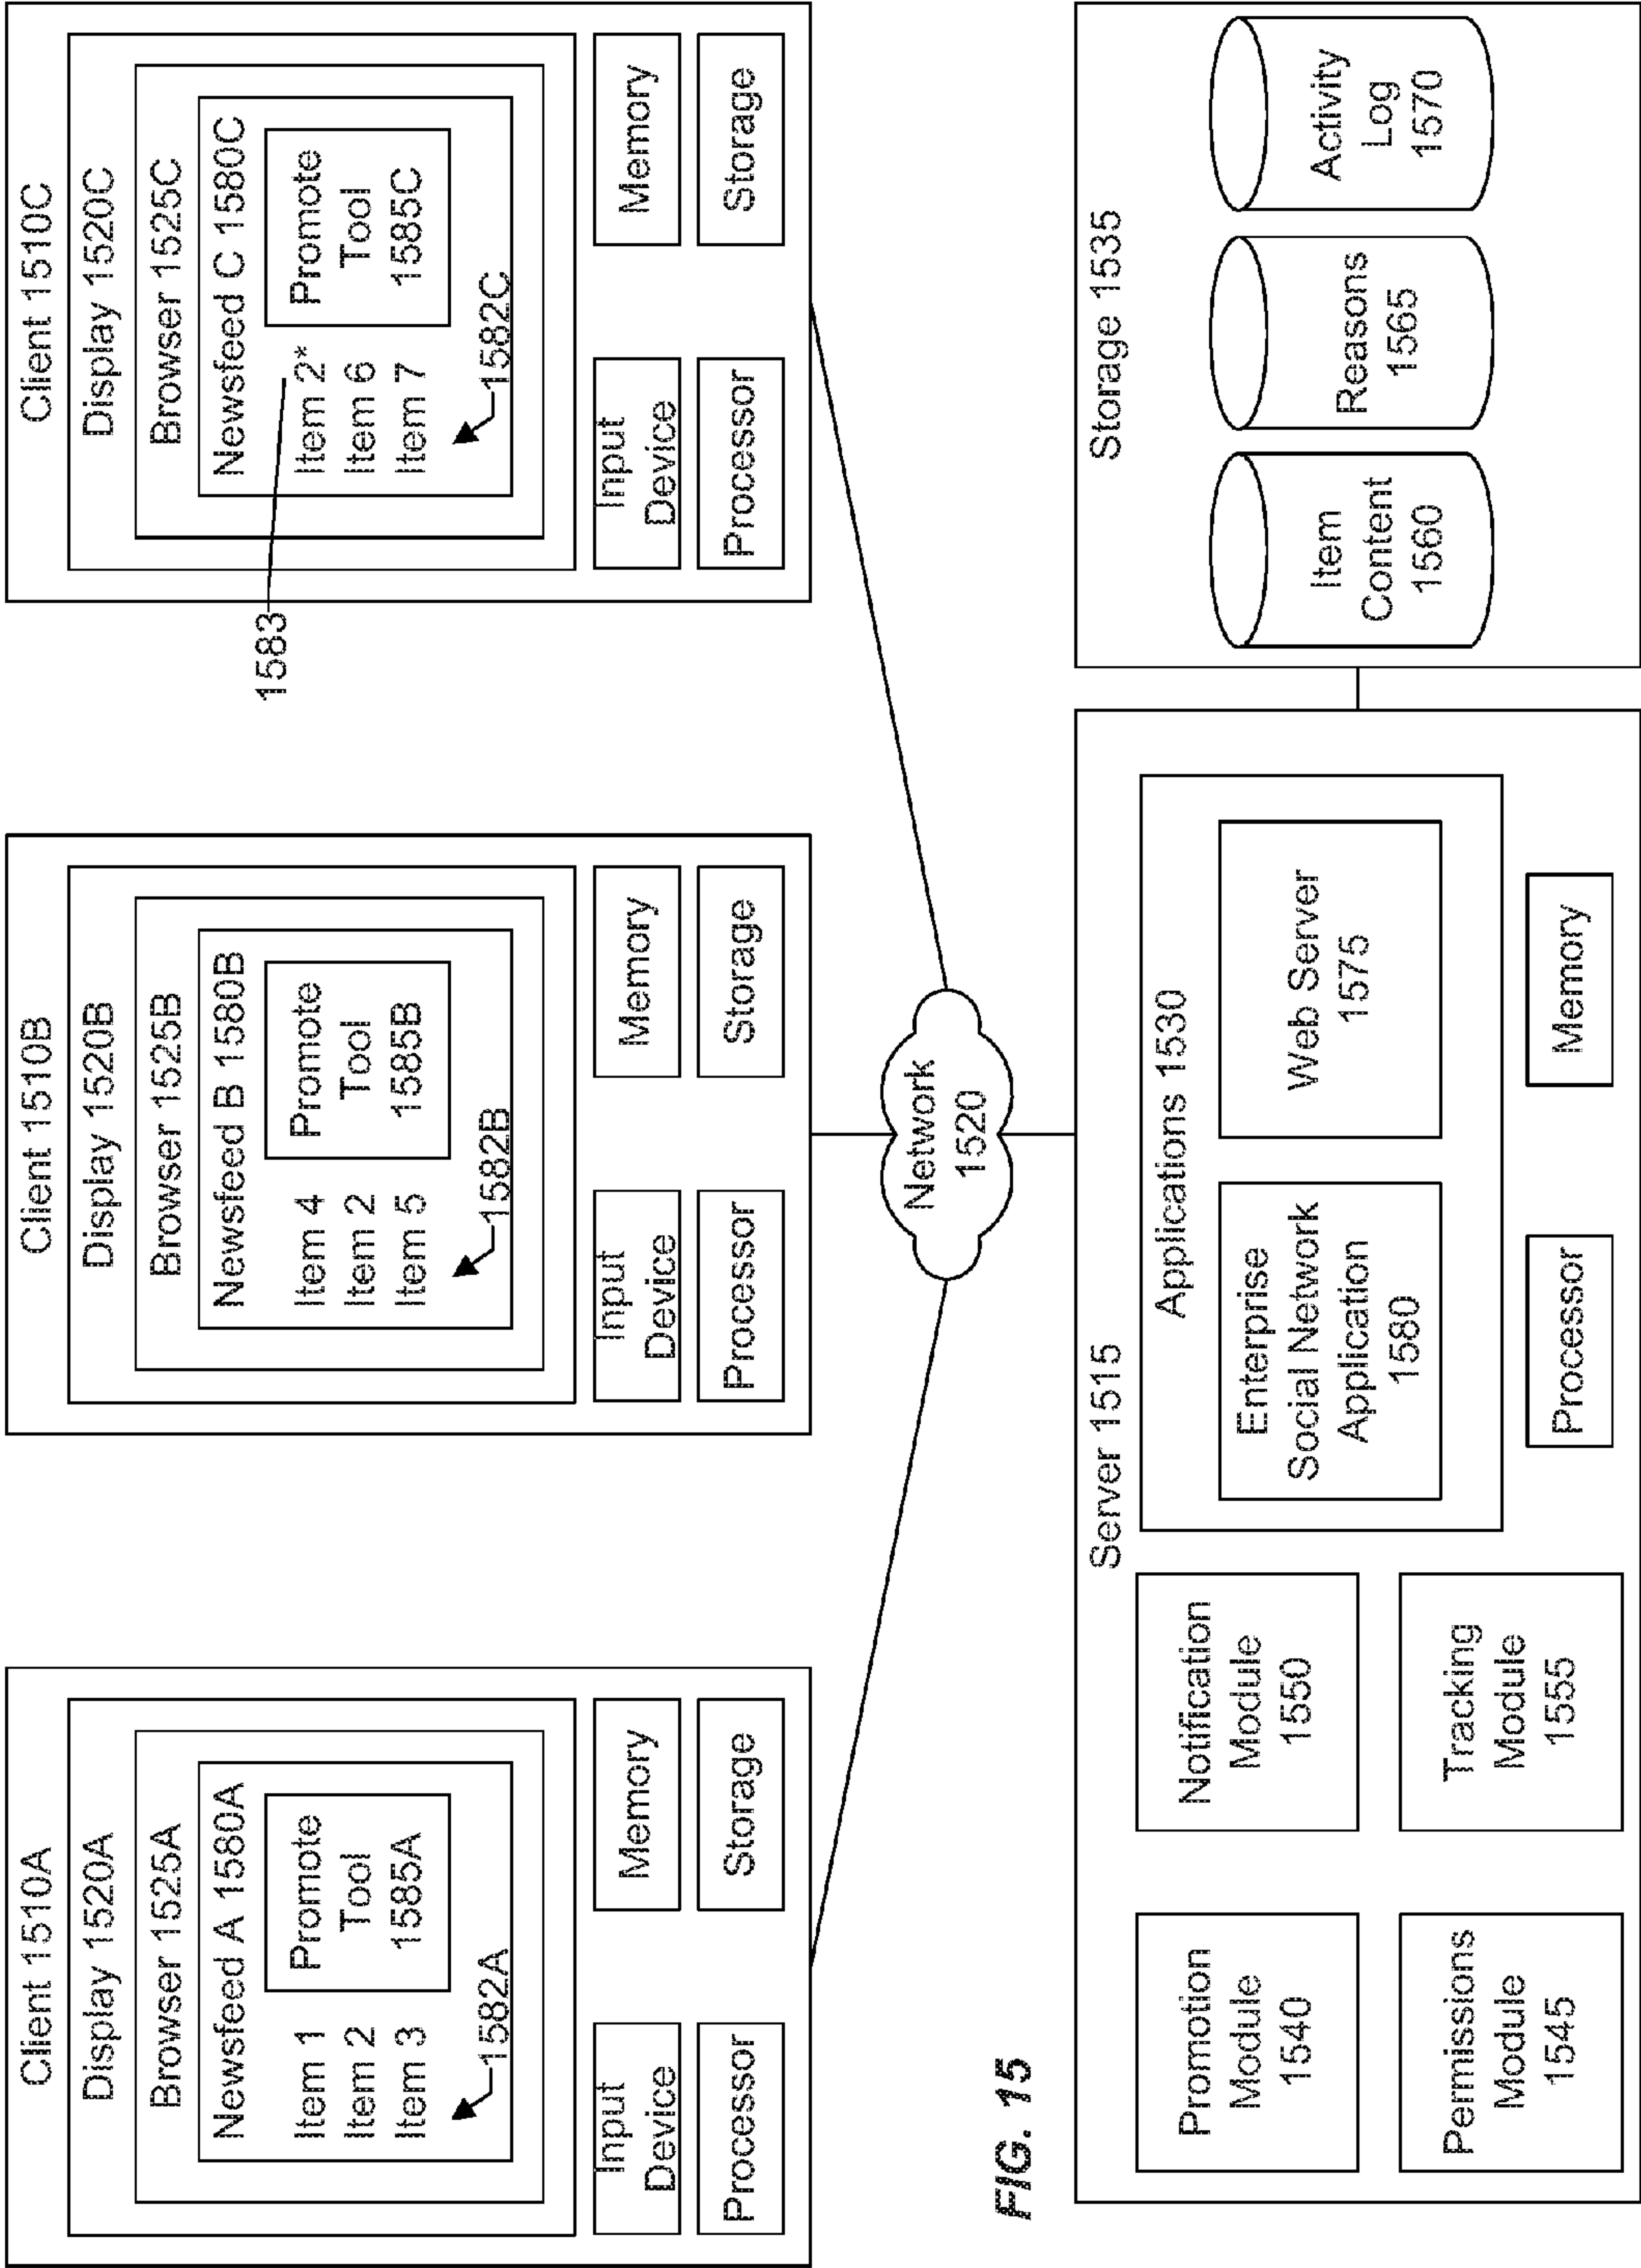 Client 1510A
Display 1520A
Browser 1525A
Newsfeed A 1580A
Item 1
Item 2
Item 3
Promote
Tool
1585A
1582A
Input
Device
Memory
Processor
Storage
Client 1510B
Display 1520B
Browser 1525B
Newsfeed B 1580B
Item 4
Item 2
Item 5
Promote
Tool
1585B
1582B
Input
Device
Memory
Processor
Storage
1583
Client 1510C
Display 1520C
Browser 1525C
Newsfeed C 1580C
Item 2*
Item 6
Item 7
Promote
Tool
1585C
1582C
Input
Device
Memory
Processor
Storage
Network
1520
FIG. 15
Server 1515
Promotion
Module
1540
Notification
Module
1550
Permissions
Module
1545
Tracking
Module
1555
Applications 1530
Enterprise
Social Network
Application
1580
Web Server
1575
Processor
Memory
Storage 1535
Item
Content
1560
Reasons
1565
Activity
Log
1570